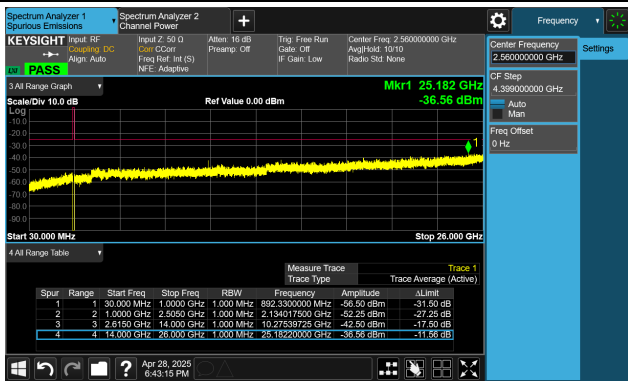 Spectrum Analyzer 1
Spurious Emissions
Spectrum Analyzer 2
Channel Power
+
Frequency
KEYSIGHT
Input: RF
Coupling: DC
Align: Auto
Input Z: 50 Ω
Corr CCorr
Freq Ref: Int (S)
NFE: Adaptive
Atten: 16 dB
Preamp: Off
Trig: Free Run
Gate: Off
IF Gain: Low
Center Freq: 2.560000000 GHz
Avg|Hold: 10/10
Radio Std: None
LXI PASS
Center Frequency
2.560000000 GHz
Settings
CF Step
4.399000000 GHz
Auto
Man
Freq Offset
0 Hz
3 All Range Graph
Mkr1 25.182 GHz
-36.56 dBm
Scale/Div 10.0 dB
Ref Value 0.00 dBm
Log
-10.0
-20.0
-30.0
-40.0
-50.0
-60.0
-70.0
-80.0
-90.0
1
Start 30.000 MHz
Stop 26.000 GHz
4 All Range Table
Measure Trace Trace 1
Trace Type Trace Average (Active)
Spur Range Start Freq Stop Freq RBW Frequency Amplitude ΔLimit
1 1 30.000 MHz 1.0000 GHz 1.000 MHz 892.3300000 MHz -56.50 dBm -31.50 dB
2 2 1.0000 GHz 2.5050 GHz 1.000 MHz 2.134017500 GHz -52.25 dBm -27.25 dB
3 3 2.6150 GHz 14.000 GHz 1.000 MHz 10.27539725 GHz -42.50 dBm -17.50 dB
4 4 14.000 GHz 26.000 GHz 1.000 MHz 25.18220000 GHz -36.56 dBm -11.56 dB
?
Apr 28, 2025
6:43:15 PM